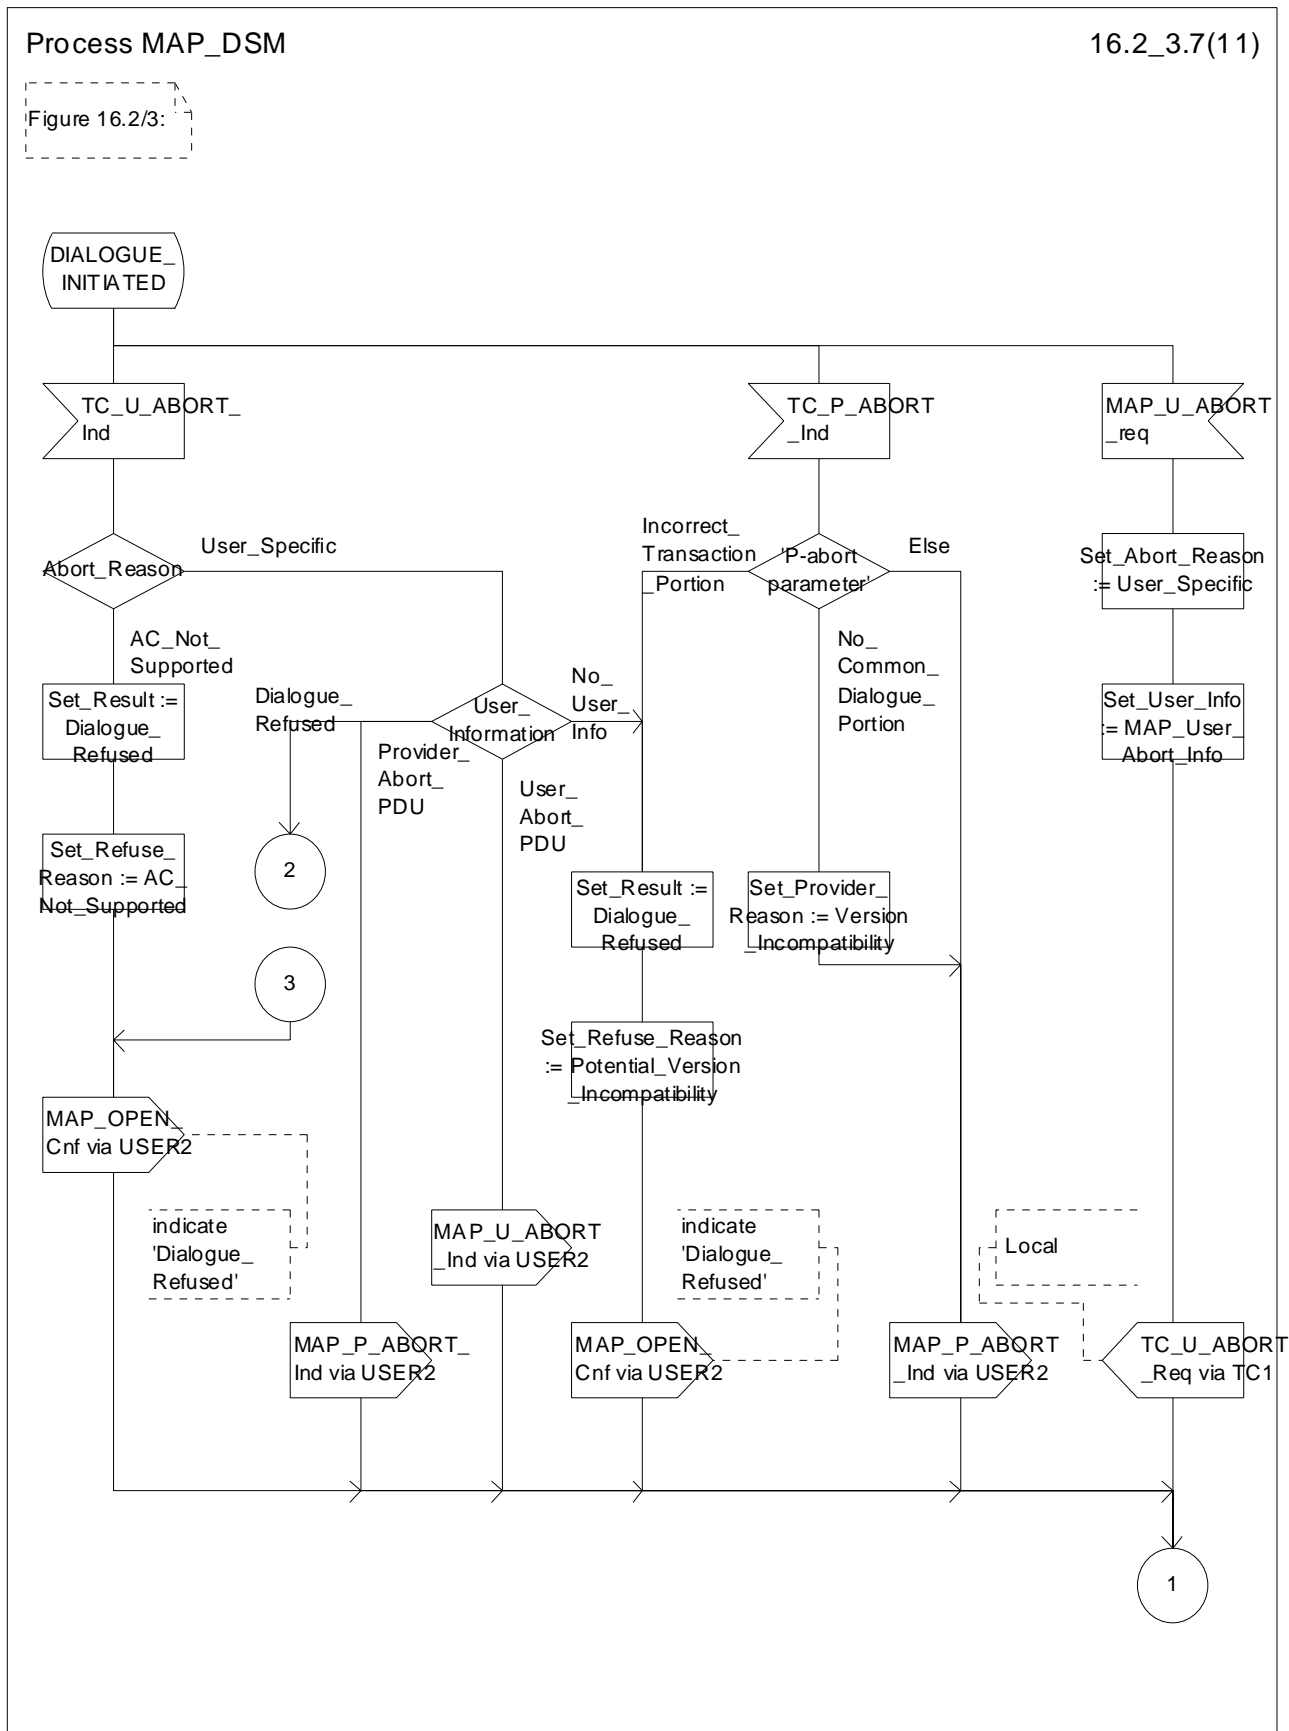 Process MAP_DSM
16.2_3.7(11)
Figure 16.2/3:
DIALOGUE_
INITIATED
TC_U_ABORT_
Ind
TC_P_ABORT
_Ind
MAP_U_ABORT
_req
Abort_Reason
User_Specific
Incorrect_
Transaction
_Portion
'P-abort
parameter'
Else
Set_Abort_Reason
:= User_Specific
AC_Not_
Supported
No_
Common_
Dialogue_
Portion
Set_Result :=
Dialogue_
Refused
Dialogue_
Refused
Provider_
Abort_
PDU
User_
Information
No_
User_
Info
User_
Abort_
PDU
Set_User_Info
:= MAP_User_
Abort_Info
Set_Refuse_
Reason := AC_
Not_Supported
2
Set_Result :=
Dialogue_
Refused
Set_Provider_
Reason := Version
_Incompatibility
3
Set_Refuse_Reason
:= Potential_Version
_Incompatibility
MAP_OPEN_
Cnf via USER2
indicate
'Dialogue_
Refused'
MAP_U_ABORT
_Ind via USER2
indicate
'Dialogue_
Refused'
Local
MAP_P_ABORT_
Ind via USER2
MAP_OPEN_
Cnf via USER2
MAP_P_ABORT
_Ind via USER2
TC_U_ABORT
_Req via TC1
1